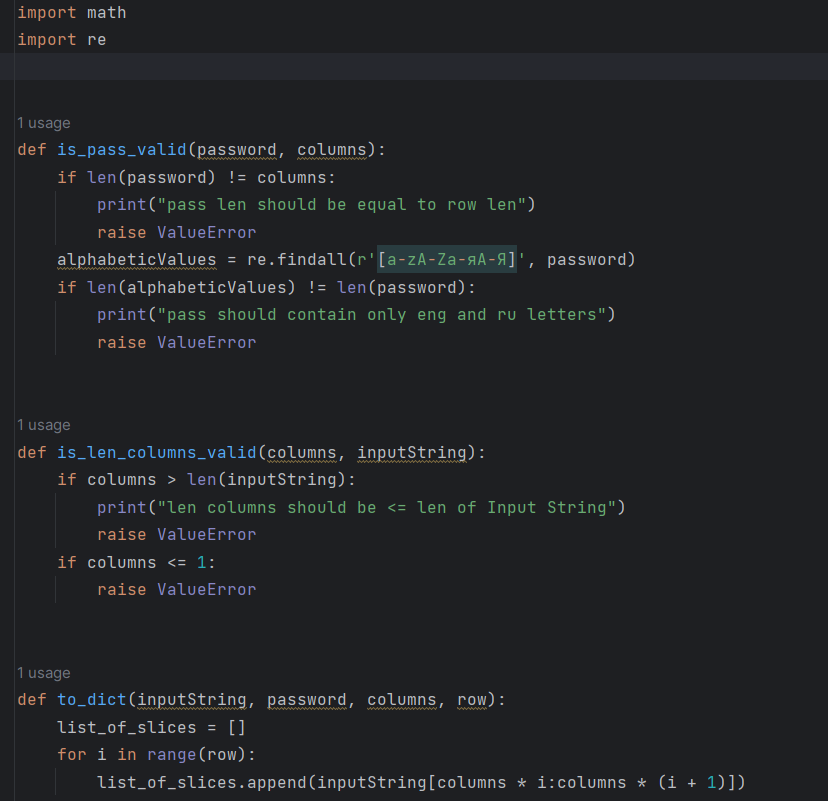 import math
import re
1 usage
def is_pass_valid(password, columns):
    if len(password) != columns:
        print("pass len should be equal to row len")
        raise ValueError
    alphabeticValues = re.findall(r'[a-zA-Zа-яА-Я]', password)
    if len(alphabeticValues) != len(password):
        print("pass should contain only eng and ru letters")
        raise ValueError
1 usage
def is_len_columns_valid(columns, inputString):
    if columns > len(inputString):
        print("len columns should be <= len of Input String")
        raise ValueError
    if columns <= 1:
        raise ValueError
1 usage
def to_dict(inputString, password, columns, row):
    list_of_slices = []
    for i in range(row):
        list_of_slices.append(inputString[columns * i:columns * (i + 1)])